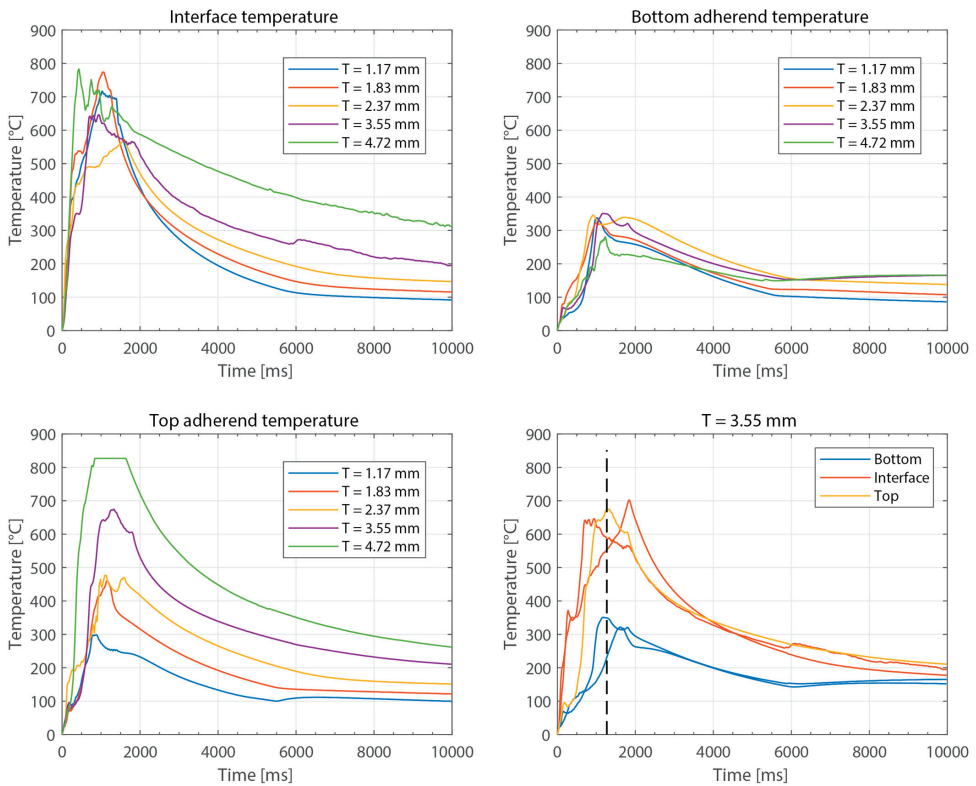 Interface temperature
900
800
700
600
500
400
300
200
100
0
Temperature [°C]
T = 1.17 mm
T = 1.83 mm
T = 2.37 mm
T = 3.55 mm
T = 4.72 mm
0 2000 4000 6000 8000 10000
Time [ms]
Bottom adherend temperature
900
800
700
600
500
400
300
200
100
0
Temperature [°C]
T = 1.17 mm
T = 1.83 mm
T = 2.37 mm
T = 3.55 mm
T = 4.72 mm
0 2000 4000 6000 8000 10000
Time [ms]
Top adherend temperature
900
800
700
600
500
400
300
200
100
0
Temperature [°C]
T = 1.17 mm
T = 1.83 mm
T = 2.37 mm
T = 3.55 mm
T = 4.72 mm
0 2000 4000 6000 8000 10000
Time [ms]
T = 3.55 mm
900
800
700
600
500
400
300
200
100
0
Temperature [°C]
Bottom
Interface
Top
0 2000 4000 6000 8000 10000
Time [ms]